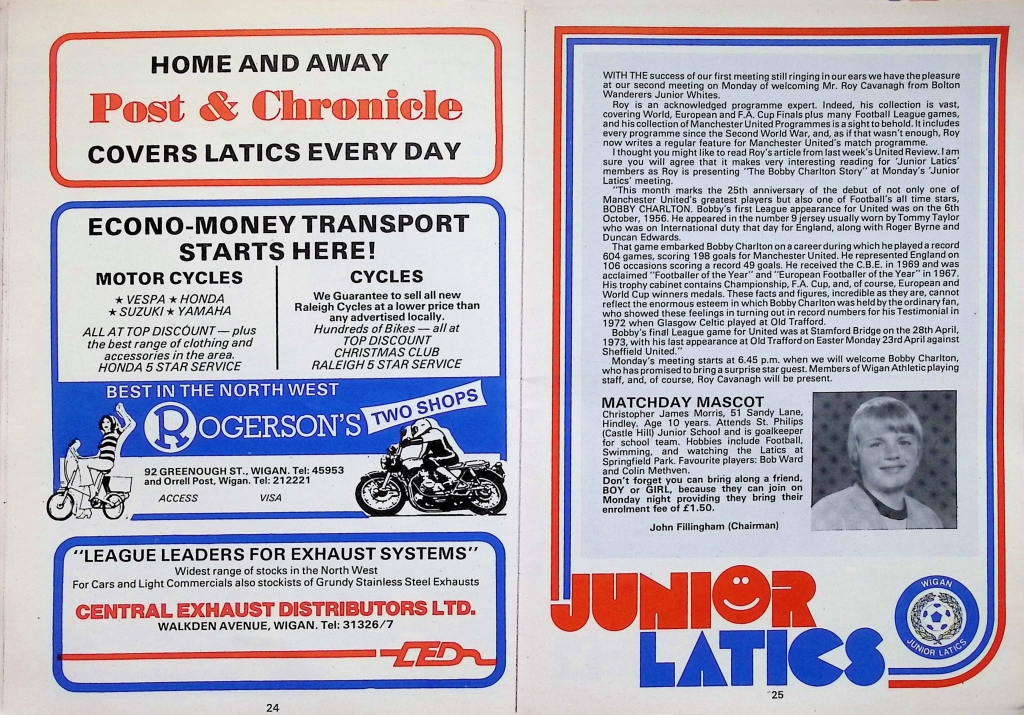 HOME AND AWAY
Post & Chronicle
COVERS LATICS EVERY DAY
ECONO-MONEY TRANSPORT
STARTS HERE!
MOTOR CYCLES
★ VESPA ★ HONDA
★ SUZUKI ★ YAMAHA
ALL AT TOP DISCOUNT — plus
the best range of clothing and
accessories in the area.
HONDA 5 STAR SERVICE
CYCLES
We Guarantee to sell all new
Raleigh Cycles at a lower price than
any advertised locally.
Hundreds of Bikes — all at
TOP DISCOUNT
CHRISTMAS CLUB
RALEIGH 5 STAR SERVICE
BEST IN THE NORTH WEST
ROGERSON'S TWO SHOPS
92 GREENOUGH ST., WIGAN. Tel: 45953
and Orrell Post, Wigan. Tel: 212221
ACCESS VISA
"LEAGUE LEADERS FOR EXHAUST SYSTEMS"
Widest range of stocks in the North West
For Cars and Light Commercials also stockists of Grundy Stainless Steel Exhausts
CENTRAL EXHAUST DISTRIBUTORS LTD.
WALKDEN AVENUE, WIGAN. Tel: 31326/7
CED
24
WITH THE success of our first meeting still ringing in our ears we have the pleasure
at our second meeting on Monday of welcoming Mr. Roy Cavanagh from Bolton
Wanderers Junior Whites.
Roy is an acknowledged programme expert. Indeed, his collection is vast,
covering World, European and F.A. Cup Finals plus many Football League games,
and his collection of Manchester United Programmes is a sight to behold. It includes
every programme since the Second World War, and, as if that wasn't enough, Roy
now writes a regular feature for Manchester United's match programme.
I thought you might like to read Roy's article from last week's United Review. I am
sure you will agree that it makes very interesting reading for 'Junior Latics'
members as Roy is presenting "The Bobby Charlton Story" at Monday's 'Junior
Latics' meeting.
"This month marks the 25th anniversary of the debut of not only one of
Manchester United's greatest players but also one of Football's all time stars,
BOBBY CHARLTON. Bobby's first League appearance for United was on the 6th
October, 1956. He appeared in the number 9 jersey usually worn by Tommy Taylor
who was on International duty that day for England, along with Roger Byrne and
Duncan Edwards.
That game embarked Bobby Charlton on a career during which he played a record
604 games, scoring 198 goals for Manchester United. He represented England on
106 occasions scoring a record 49 goals. He received the C.B.E. in 1969 and was
acclaimed "Footballer of the Year" and "European Footballer of the Year" in 1967.
His trophy cabinet contains Championship, F.A. Cup, and, of course, European and
World Cup winners medals. These facts and figures, incredible as they are, cannot
reflect the enormous esteem in which Bobby Charlton was held by the ordinary fan,
who showed these feelings in turning out in record numbers for his Testimonial in
1972 when Glasgow Celtic played at Old Trafford.
Bobby's final League game for United was at Stamford Bridge on the 28th April,
1973, with his last appearance at Old Trafford on Easter Monday 23rd April against
Sheffield United."
Monday's meeting starts at 6.45 p.m. when we will welcome Bobby Charlton,
who has promised to bring a surprise star guest. Members of Wigan Athletic playing
staff, and, of course, Roy Cavanagh will be present.
MATCHDAY MASCOT
Christopher James Morris, 51 Sandy Lane,
Hindley. Age 10 years. Attends St. Philips
(Castle Hill) Junior School and is goalkeeper
for school team. Hobbies include Football,
Swimming, and watching the Latics at
Springfield Park. Favourite players: Bob Ward
and Colin Methven.
Don't forget you can bring along a friend,
BOY or GIRL, because they can join on
Monday night providing they bring their
enrolment fee of £1.50.
John Fillingham (Chairman)
JUNIOR
LATICS
WIGAN
JUNIOR LATICS
25